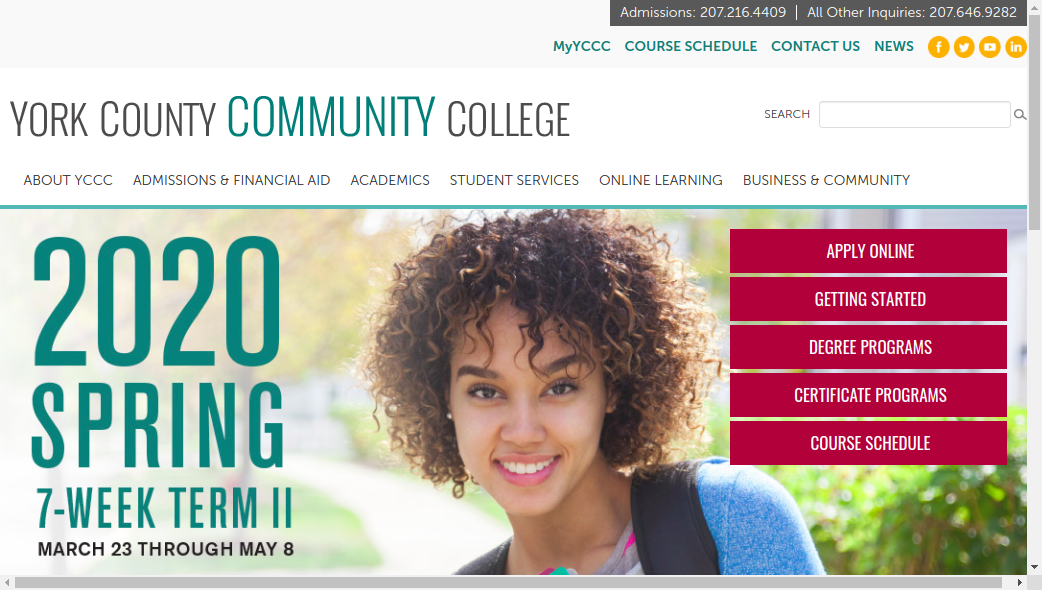 Admissions: 207.216.4409 | All Other Inquiries: 207.646.9282
MyYCCC COURSE SCHEDULE CONTACT US NEWS
YORK COUNTY COMMUNITY COLLEGE
SEARCH
ABOUT YCCC ADMISSIONS & FINANCIAL AID ACADEMICS STUDENT SERVICES ONLINE LEARNING BUSINESS & COMMUNITY
2020
SPRING
7-WEEK TERM II
MARCH 23 THROUGH MAY 8
APPLY ONLINE
GETTING STARTED
DEGREE PROGRAMS
CERTIFICATE PROGRAMS
COURSE SCHEDULE